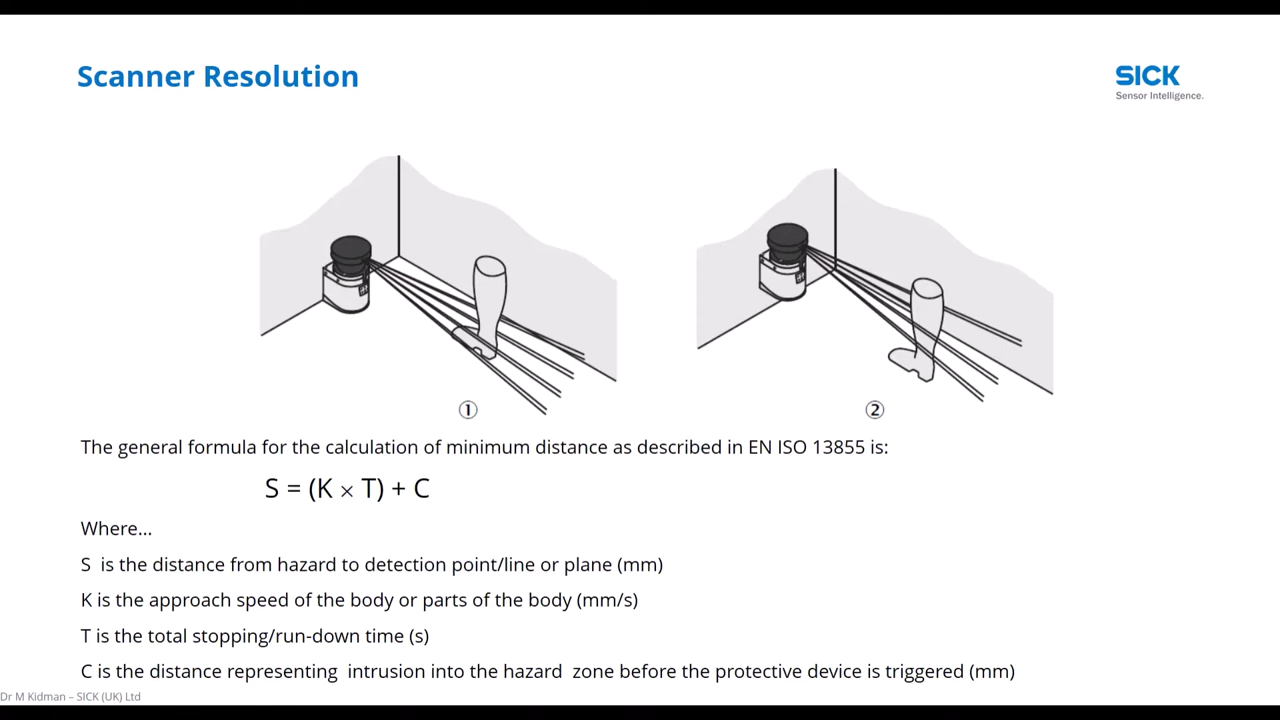 Scanner Resolution
SICK
Sensor Intelligence.
①
②
The general formula for the calculation of minimum distance as described in EN ISO 13855 is:
S = (K × T) + C
Where...
S is the distance from hazard to detection point/line or plane (mm)
K is the approach speed of the body or parts of the body (mm/s)
T is the total stopping/run-down time (s)
C is the distance representing intrusion into the hazard zone before the protective device is triggered (mm)
Dr M Kidman – SICK (UK) Ltd